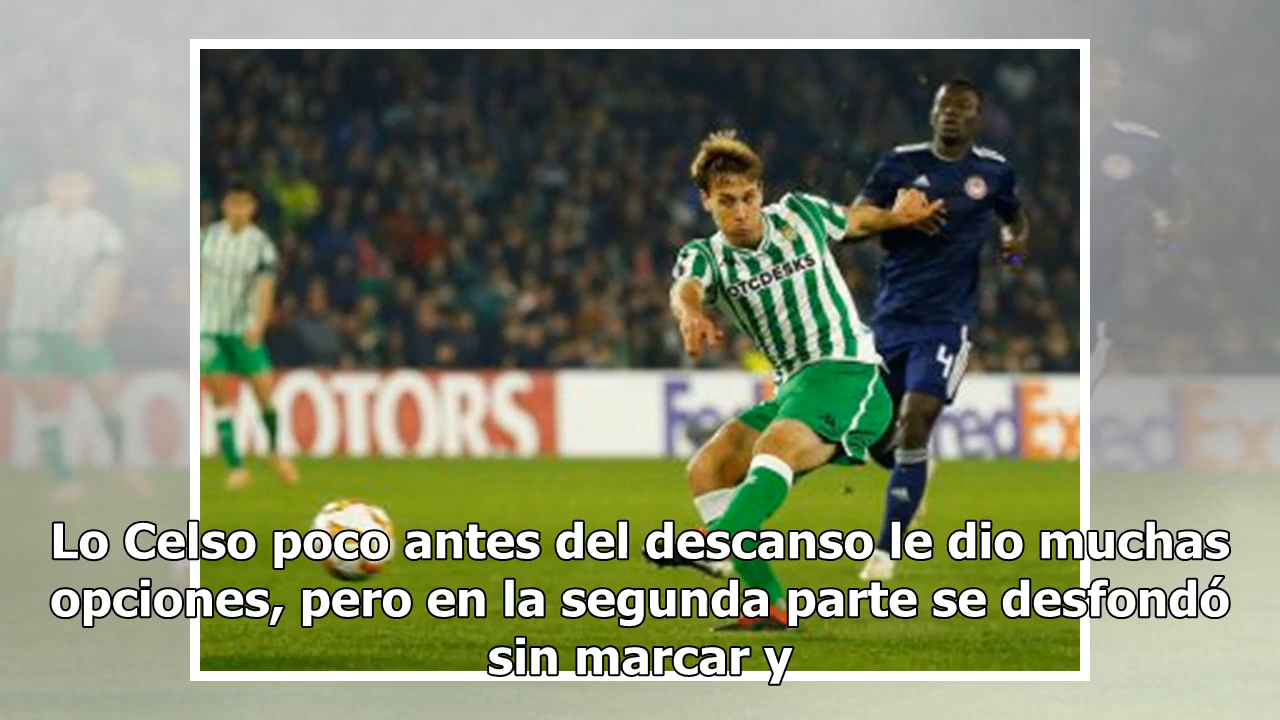 OTCDESKS
4
MOTORS
FedEx
Lo Celso poco antes del descanso le dio muchas
opciones, pero en la segunda parte se desfondó
sin marcar y